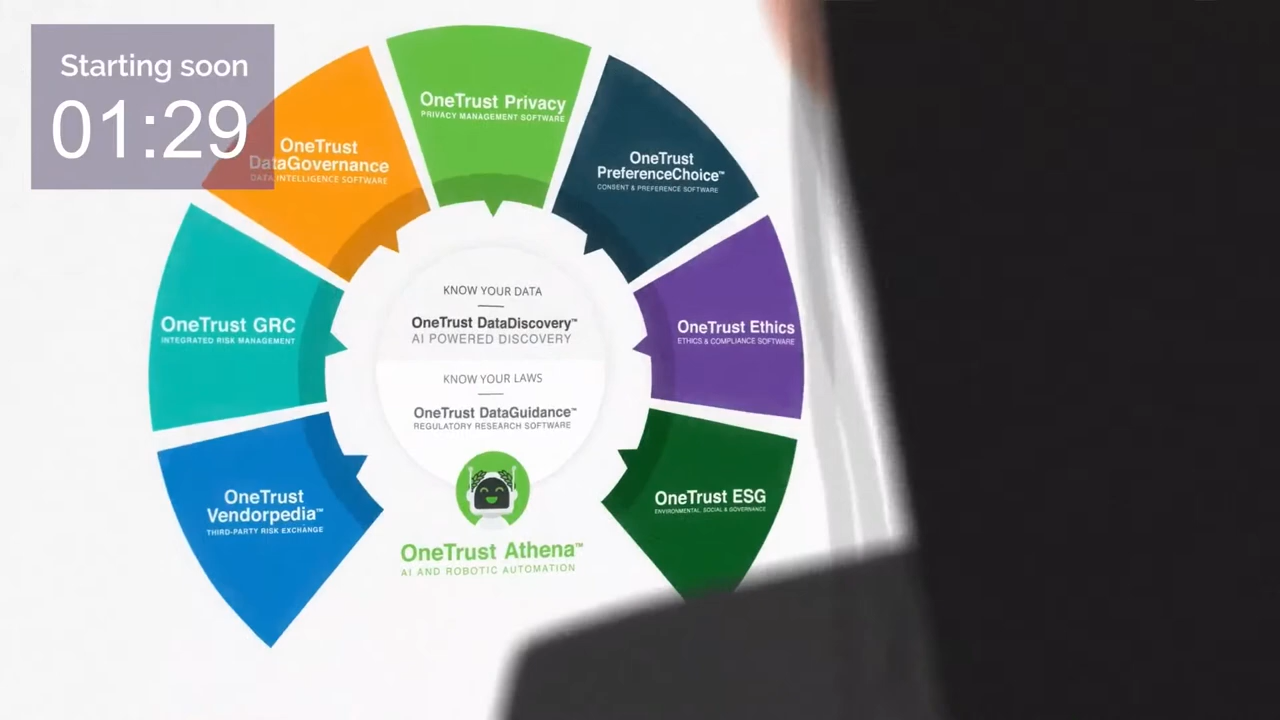 Starting soon
01:29
OneTrust Privacy
PRIVACY MANAGEMENT SOFTWARE
OneTrust
DataGovernance
DATA INTELLIGENCE SOFTWARE
OneTrust
PreferenceChoice™
CONSENT & PREFERENCE SOFTWARE
OneTrust GRC
INTEGRATED RISK MANAGEMENT
KNOW YOUR DATA
OneTrust DataDiscovery™
AI POWERED DISCOVERY
KNOW YOUR LAWS
OneTrust DataGuidance™
REGULATORY RESEARCH SOFTWARE
OneTrust Ethics
ETHICS & COMPLIANCE SOFTWARE
OneTrust
Vendorpedia™
THIRD-PARTY RISK EXCHANGE
OneTrust ESG
ENVIRONMENTAL, SOCIAL & GOVERNANCE
OneTrust Athena™
AI AND ROBOTIC AUTOMATION